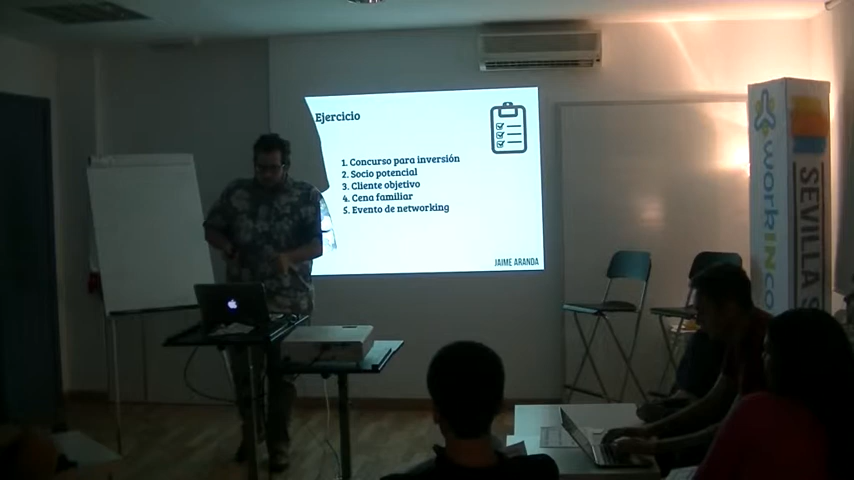 Ejercicio
1. Concurso para inversión
2. Socio potencial
3. Cliente objetivo
4. Cena familiar
5. Evento de networking
JAIME ARANDA
workINco
SEVILLA